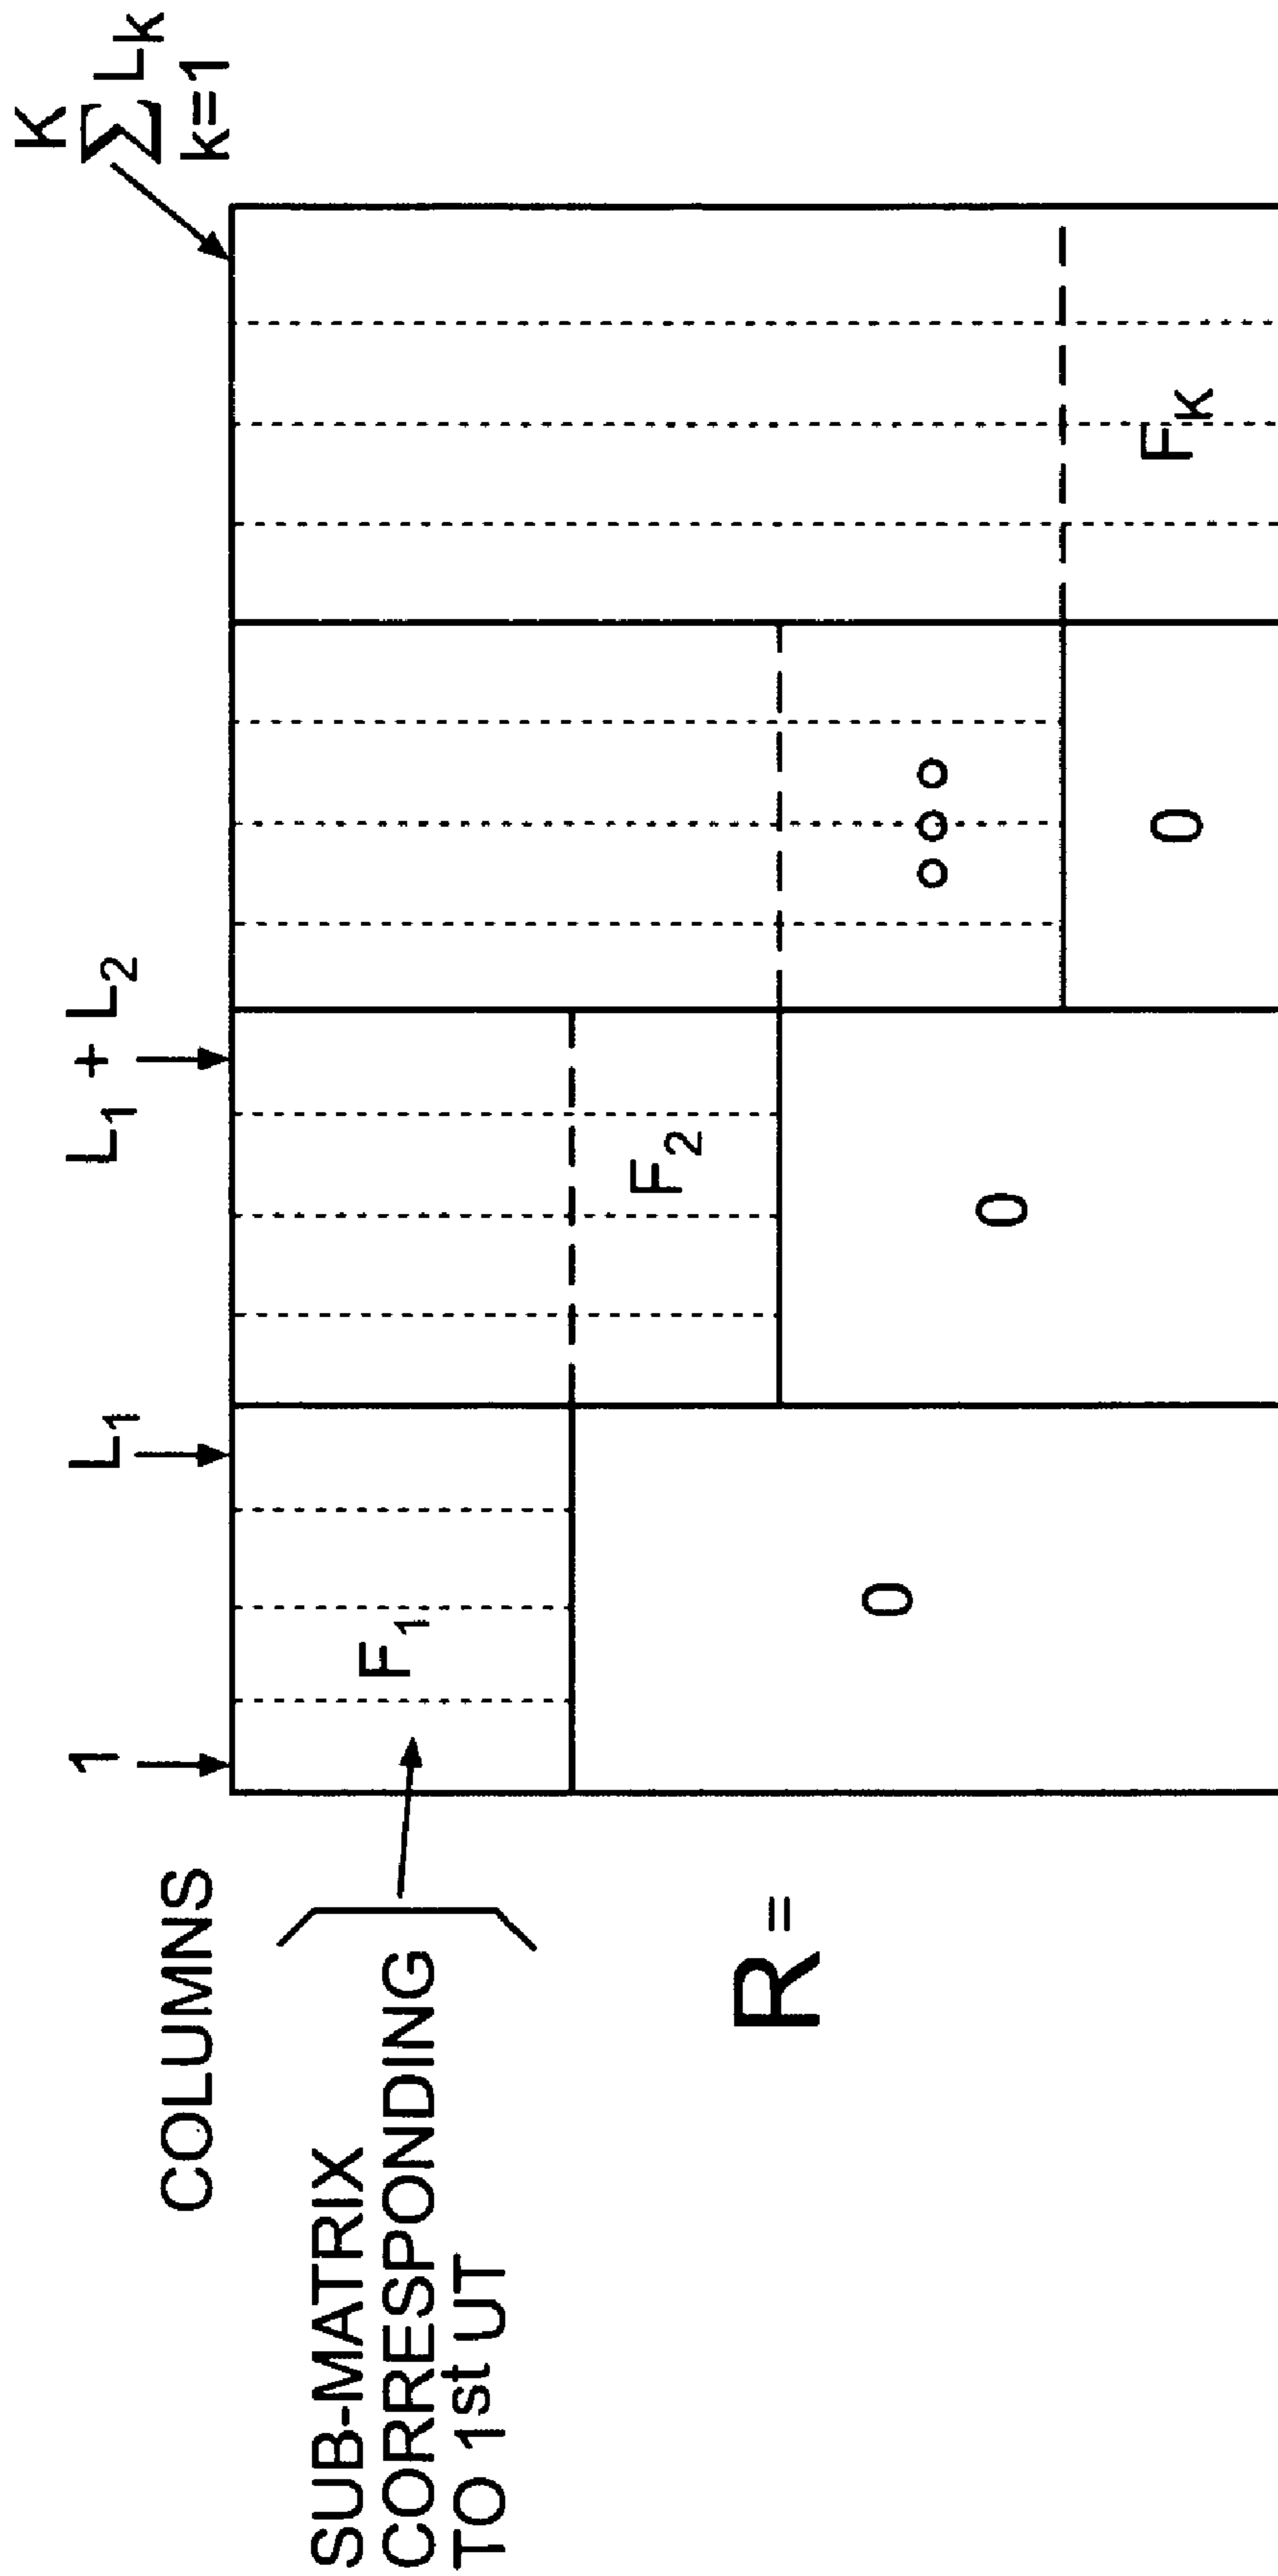 COLUMNS
1
L1
L1 + L2
K
∑ LK
k=1
SUB-MATRIX
CORRESPONDING
TO 1st UT
F1
F2
R =
0
0
0
FK